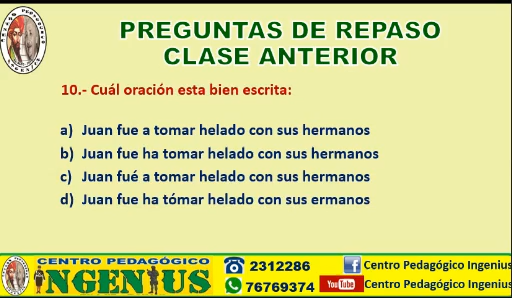 PREGUNTAS DE REPASO
CLASE ANTERIOR
10.- Cuál oración esta bien escrita:
a) Juan fue a tomar helado con sus hermanos
b) Juan fue ha tomar helado con sus hermanos
c) Juan fué a tomar helado con sus hermanos
d) Juan fue ha tómar helado con sus ermanos
CENTRO PEDAGÓGICO
INGENIUS
2312286
76769374
Centro Pedagógico Ingenius
YouTube Centro Pedagógico Ingenius